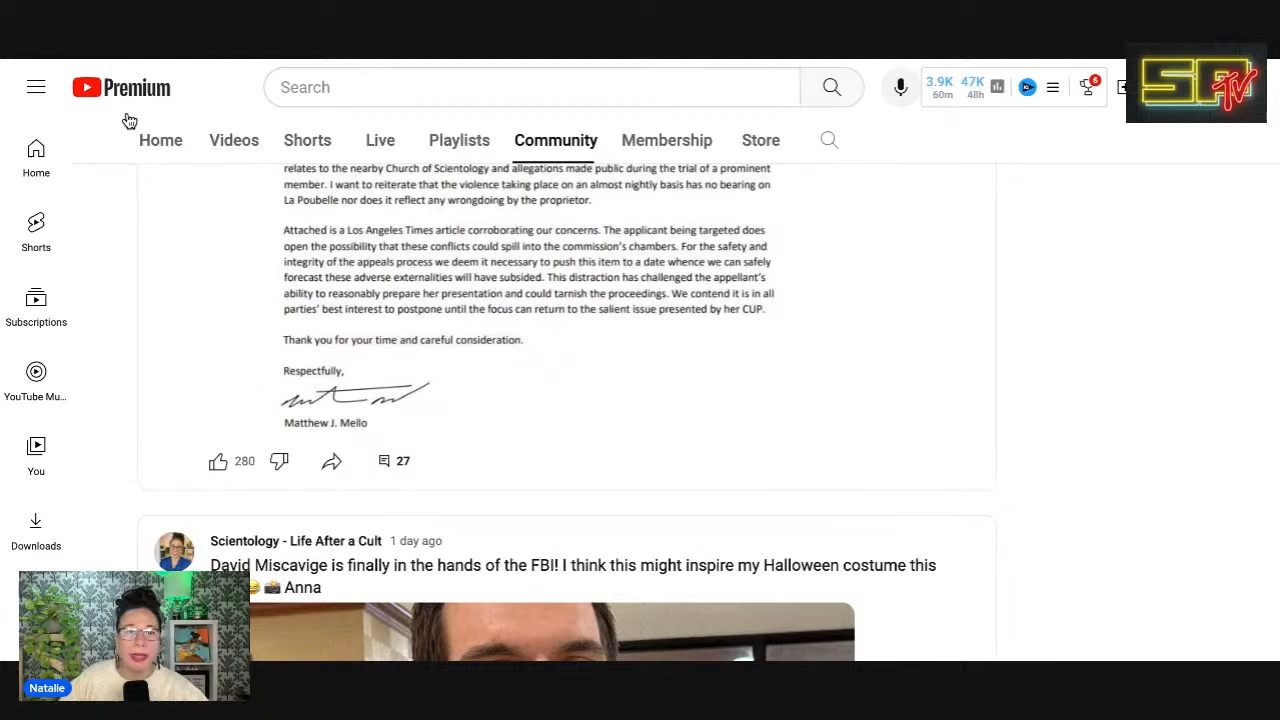 Premium
Search
3.9K 47K
60m 48h
6
SPTV
Home Videos Shorts Live Playlists Community Membership Store
Home
Shorts
Subscriptions
YouTube Mu...
You
Downloads
relates to the nearby Church of Scientology and allegations made public during the trial of a prominent
member. I want to reiterate that the violence taking place on an almost nightly basis has no bearing on
La Poubelle nor does it reflect any wrongdoing by the proprietor.
Attached is a Los Angeles Times article corroborating our concerns. The applicant being targeted does
open the possibility that these conflicts could spill into the commission's chambers. For the safety and
integrity of the appeals process we deem it necessary to push this item to a date whence we can safely
forecast these adverse externalities will have subsided. This distraction has challenged the appellant's
ability to reasonably prepare her presentation and could tarnish the proceedings. We contend it is in all
parties' best interest to postpone until the focus can return to the salient issue presented by her CUP.
Thank you for your time and careful consideration.
Respectfully,
Matthew J. Mello
280 27
Scientology - Life After a Cult 1 day ago
David Miscavige is finally in the hands of the FBI!! I think this might inspire my Halloween costume this
Anna
Natalie